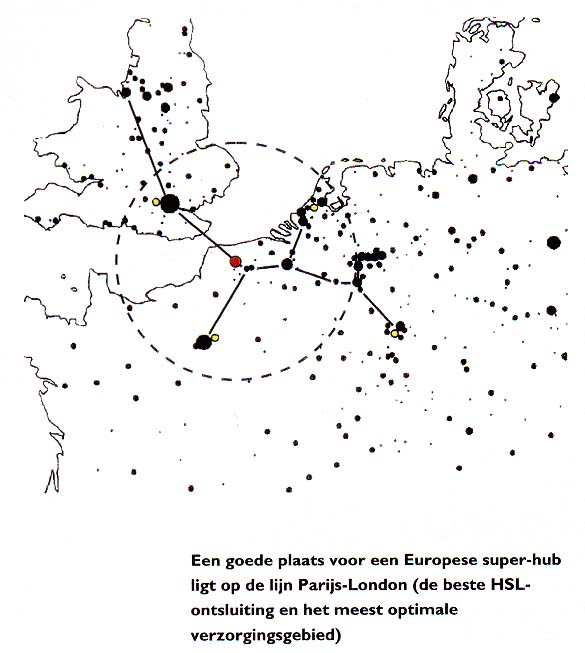 Een goede plaats voor een Europese super-hub
ligt op de lijn Parijs-London (de beste HSL-
ontsluiting en het meest optimale
verzorgingsgebied)